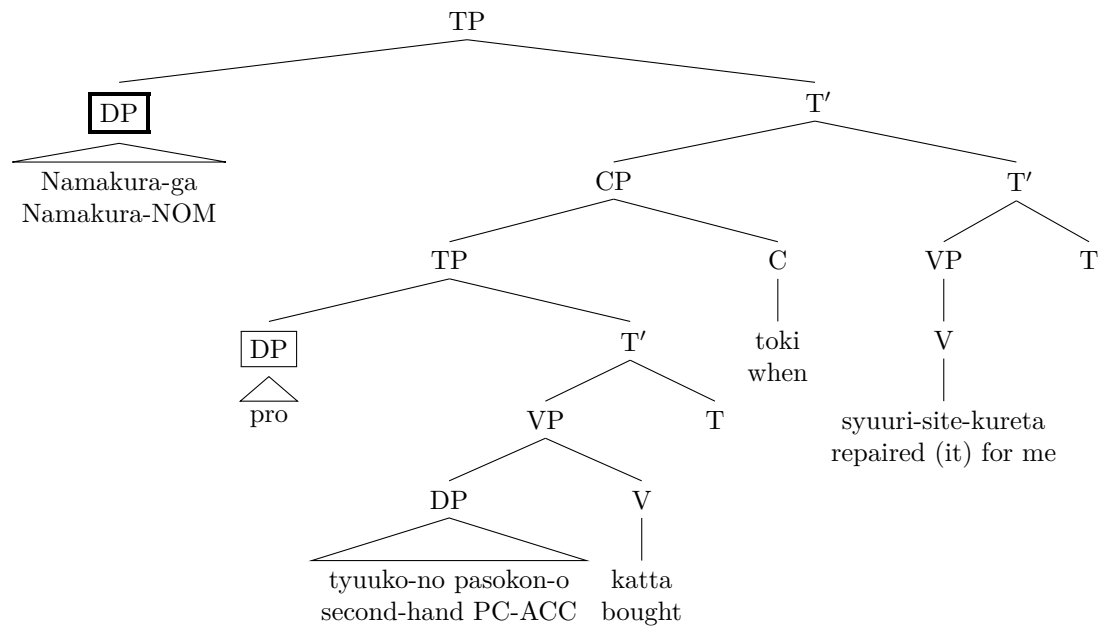 TP
DP
T′
Namakura-ga
Namakura-NOM
CP
T′
TP
C
VP
T
DP
T′
toki
when
V
pro
VP
T
syuuri-site-kureta
repaired (it) for me
DP
V
tyuuko-no pasokon-o
second-hand PC-ACC
katta
bought